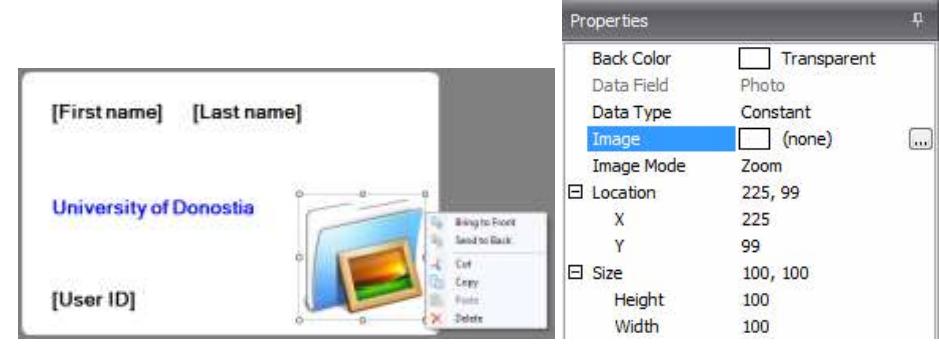 [First name] [Last name]
University of Donostia
[User ID]
Bring to Front
Send to Back
Cut
Copy
Paste
Delete
Properties
Back Color Transparent
Data Field Photo
Data Type Constant
Image (none) ...
Image Mode Zoom
Location 225, 99
X 225
Y 99
Size 100, 100
Height 100
Width 100